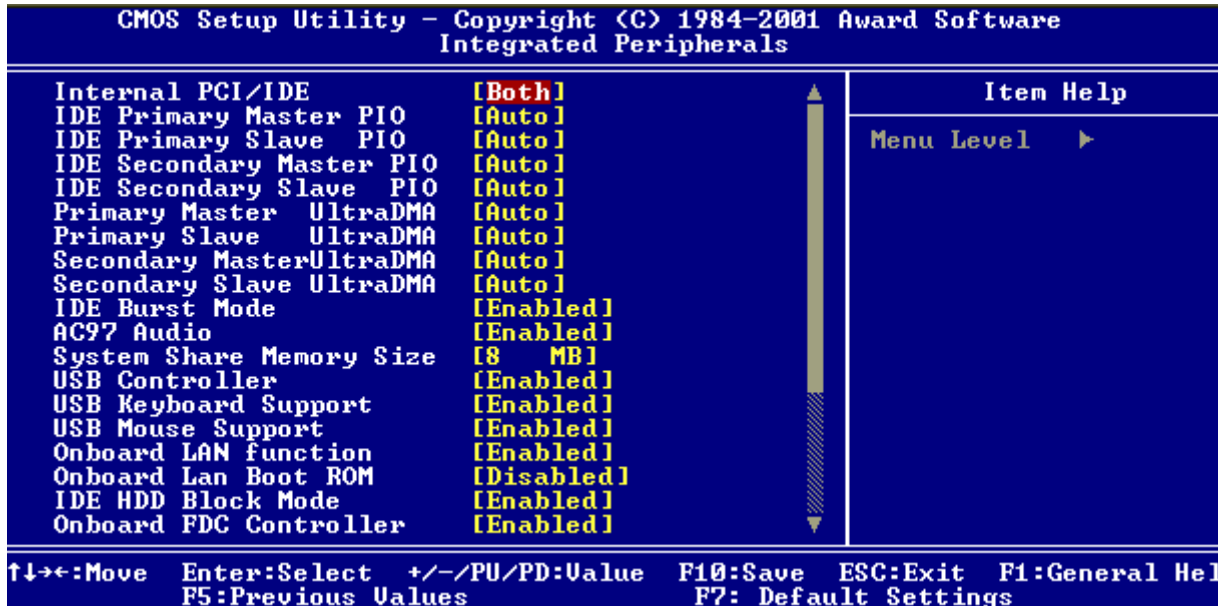 CMOS Setup Utility – Copyright (C) 1984–2001 Award Software
Integrated Peripherals
Internal PCI/IDE [Both]
IDE Primary Master PIO [Auto]
IDE Primary Slave PIO [Auto]
IDE Secondary Master PIO [Auto]
IDE Secondary Slave PIO [Auto]
Primary Master UltraDMA [Auto]
Primary Slave UltraDMA [Auto]
Secondary MasterUltraDMA [Auto]
Secondary Slave UltraDMA [Auto]
IDE Burst Mode [Enabled]
AC97 Audio [Enabled]
System Share Memory Size [8 MB]
USB Controller [Enabled]
USB Keyboard Support [Enabled]
USB Mouse Support [Enabled]
Onboard LAN function [Enabled]
Onboard Lan Boot ROM [Disabled]
IDE HDD Block Mode [Enabled]
Onboard FDC Controller [Enabled]
Item Help
Menu Level ►
↑↓→←:Move Enter:Select +/-/PU/PD:Value F10:Save ESC:Exit F1:General Hel
F5:Previous Values F7: Default Settings